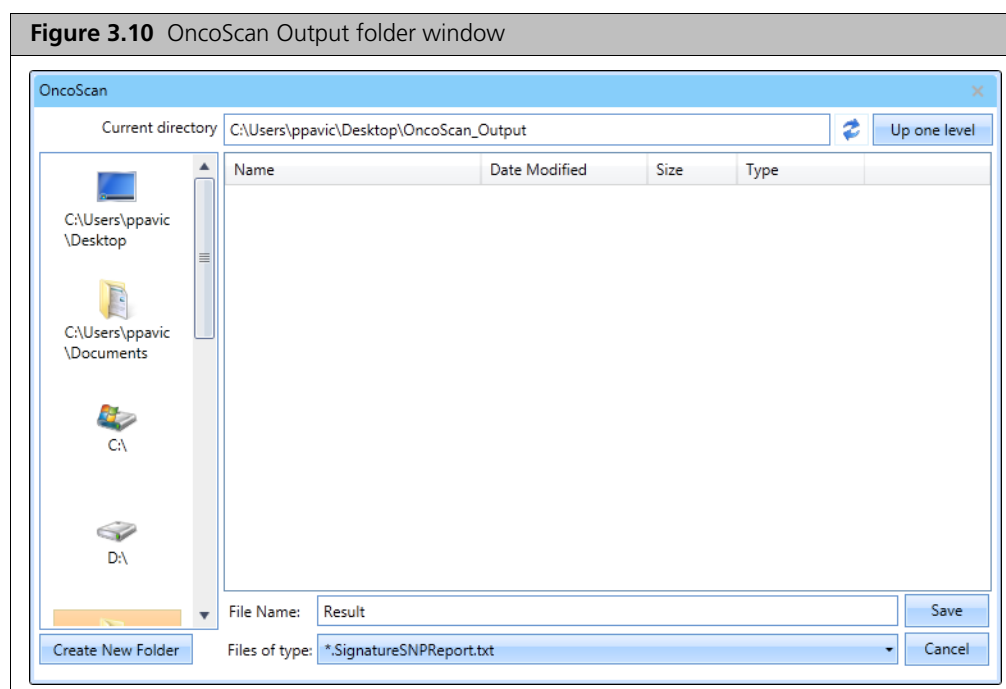 Figure 3.10 OncoScan Output folder window
OncoScan
Current directory C:\Users\ppavic\Desktop\OncoScan_Output Up one level
Name Date Modified Size Type
C:\Users\ppavic
\Desktop
C:\Users\ppavic
\Documents
C:\
D:\
File Name: Result Save
Create New Folder Files of type: *.SignatureSNPReport.txt Cancel